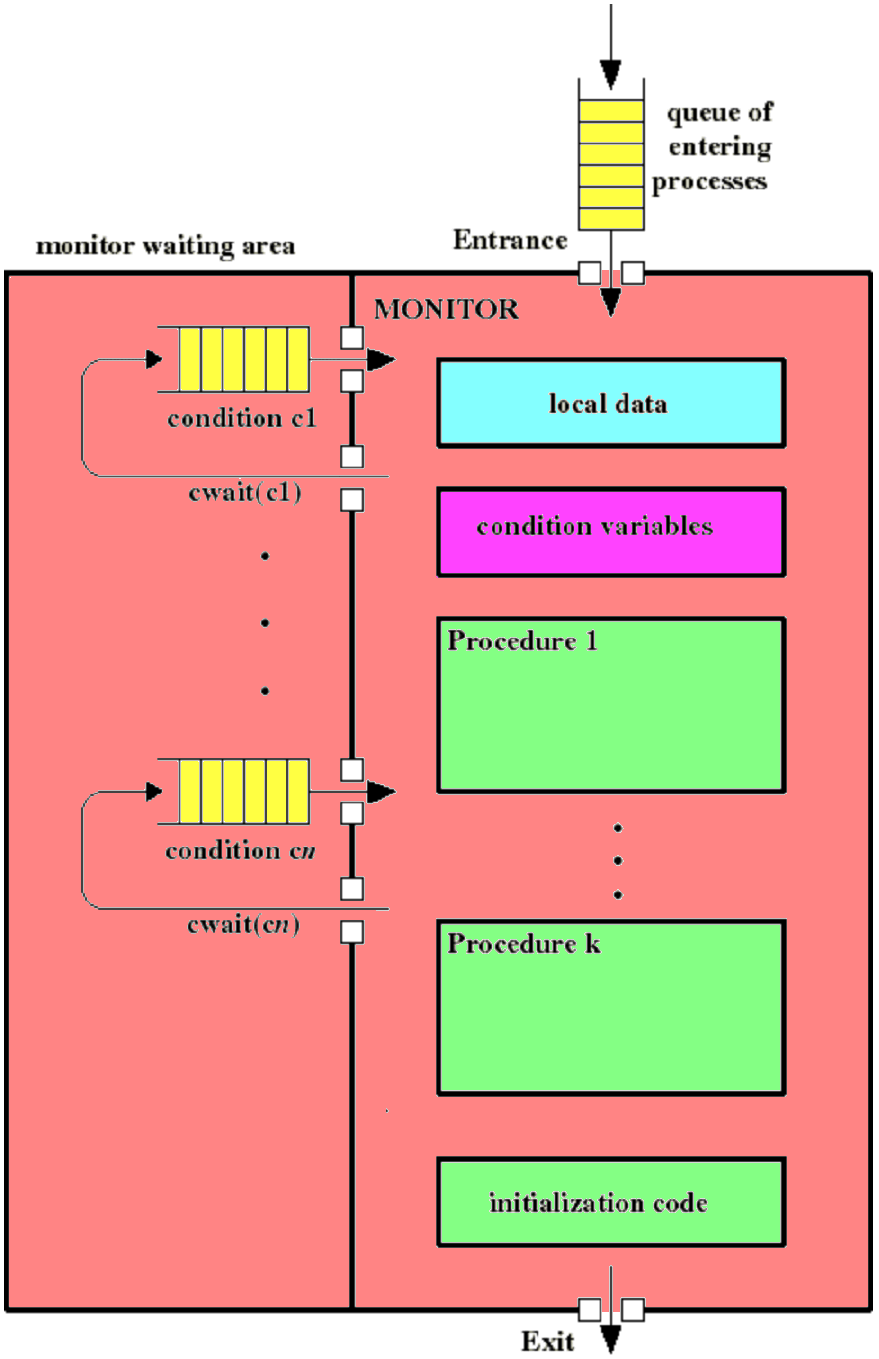 queue of
entering
processes
Entrance
monitor waiting area
MONITOR
local data
condition c1
cwait(c1)
condition variables
Procedure 1
condition cn
cwait(cn)
Procedure k
initialization code
Exit